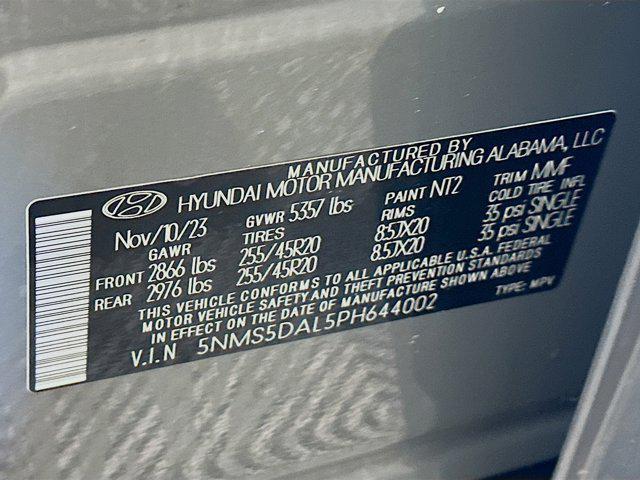 MANUFACTURED BY
HYUNDAI MOTOR MANUFACTURING ALABAMA, LLC
Nov/10/23 GVWR 5357 lbs PAINT NT2 TRIM MMF
GAWR TIRES RIMS COLD TIRE INFL
FRONT 2866 lbs 255/45R20 8.5JX20 35 psi SINGLE
REAR 2976 lbs 255/45R20 8.5JX20 35 psi SINGLE
THIS VEHICLE CONFORMS TO ALL APPLICABLE U.S.A. FEDERAL
MOTOR VEHICLE SAFETY AND THEFT PREVENTION STANDARDS
IN EFFECT ON THE DATE OF MANUFACTURE SHOWN ABOVE
V.I.N 5NMS5DAL5PH644002 TYPE: MPV